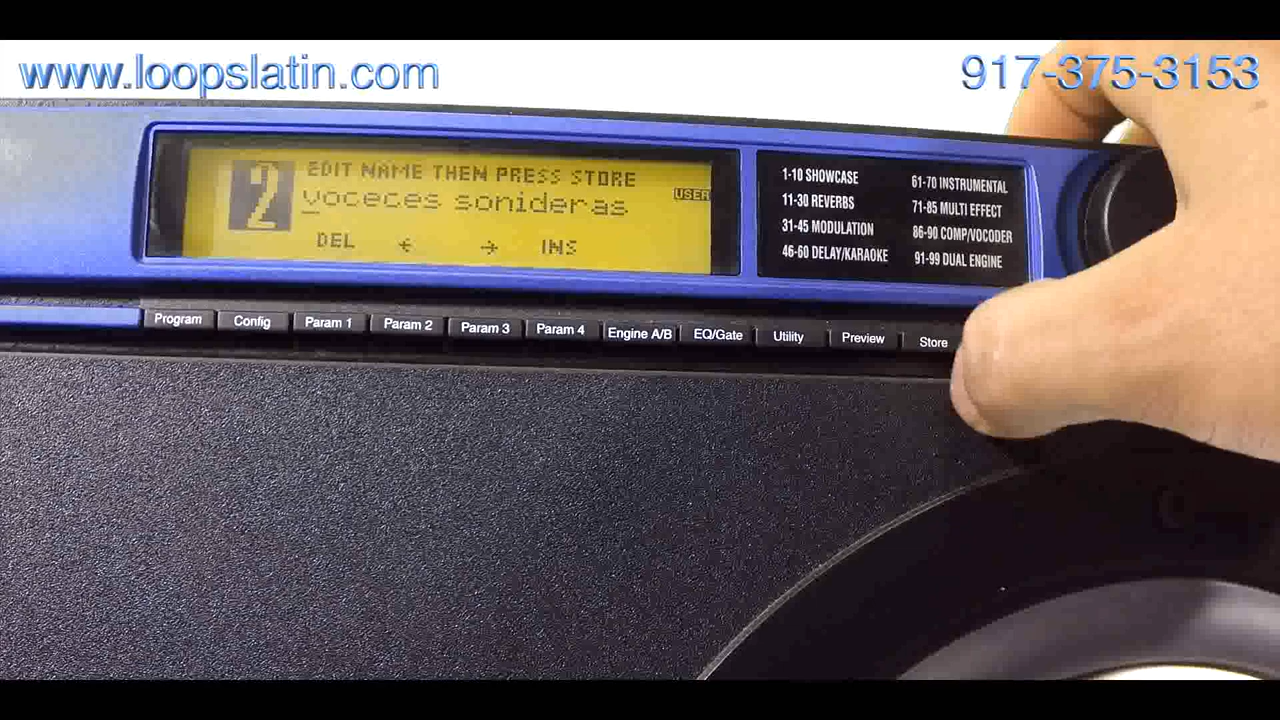 www.loopslatin.com
917-375-3153
2
EDIT NAME THEN PRESS STORE
voceces sonideras
USER
DEL ← → INS
1-10 SHOWCASE
11-30 REVERBS
31-45 MODULATION
46-60 DELAY/KARAOKE
61-70 INSTRUMENTAL
71-85 MULTI EFFECT
86-90 COMP/VOCODER
91-99 DUAL ENGINE
Program Config Param 1 Param 2 Param 3 Param 4 Engine A/B EQ/Gate Utility Preview Store